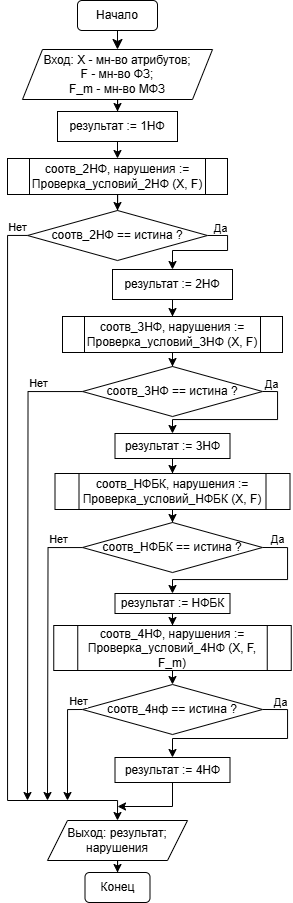 Начало
Вход: X - мн-во атрибутов;
F - мн-во ФЗ;
F_m - мн-во МФЗ
результат := 1НФ
соотв_2НФ, нарушения :=
Проверка_условий_2НФ (X, F)
Нет
соотв_2НФ == истина ?
Да
результат := 2НФ
соотв_3НФ, нарушения :=
Проверка_условий_3НФ (X, F)
Нет
соотв_3НФ == истина ?
Да
результат := 3НФ
соотв_НФБК, нарушения :=
Проверка_условий_НФБК (X, F)
Нет
соотв_НФБК == истина ?
Да
результат := НФБК
соотв_4НФ, нарушения :=
Проверка_условий_4НФ (X, F,
F_m)
Нет
соотв_4нф == истина ?
Да
результат := 4НФ
Выход: результат;
нарушения
Конец